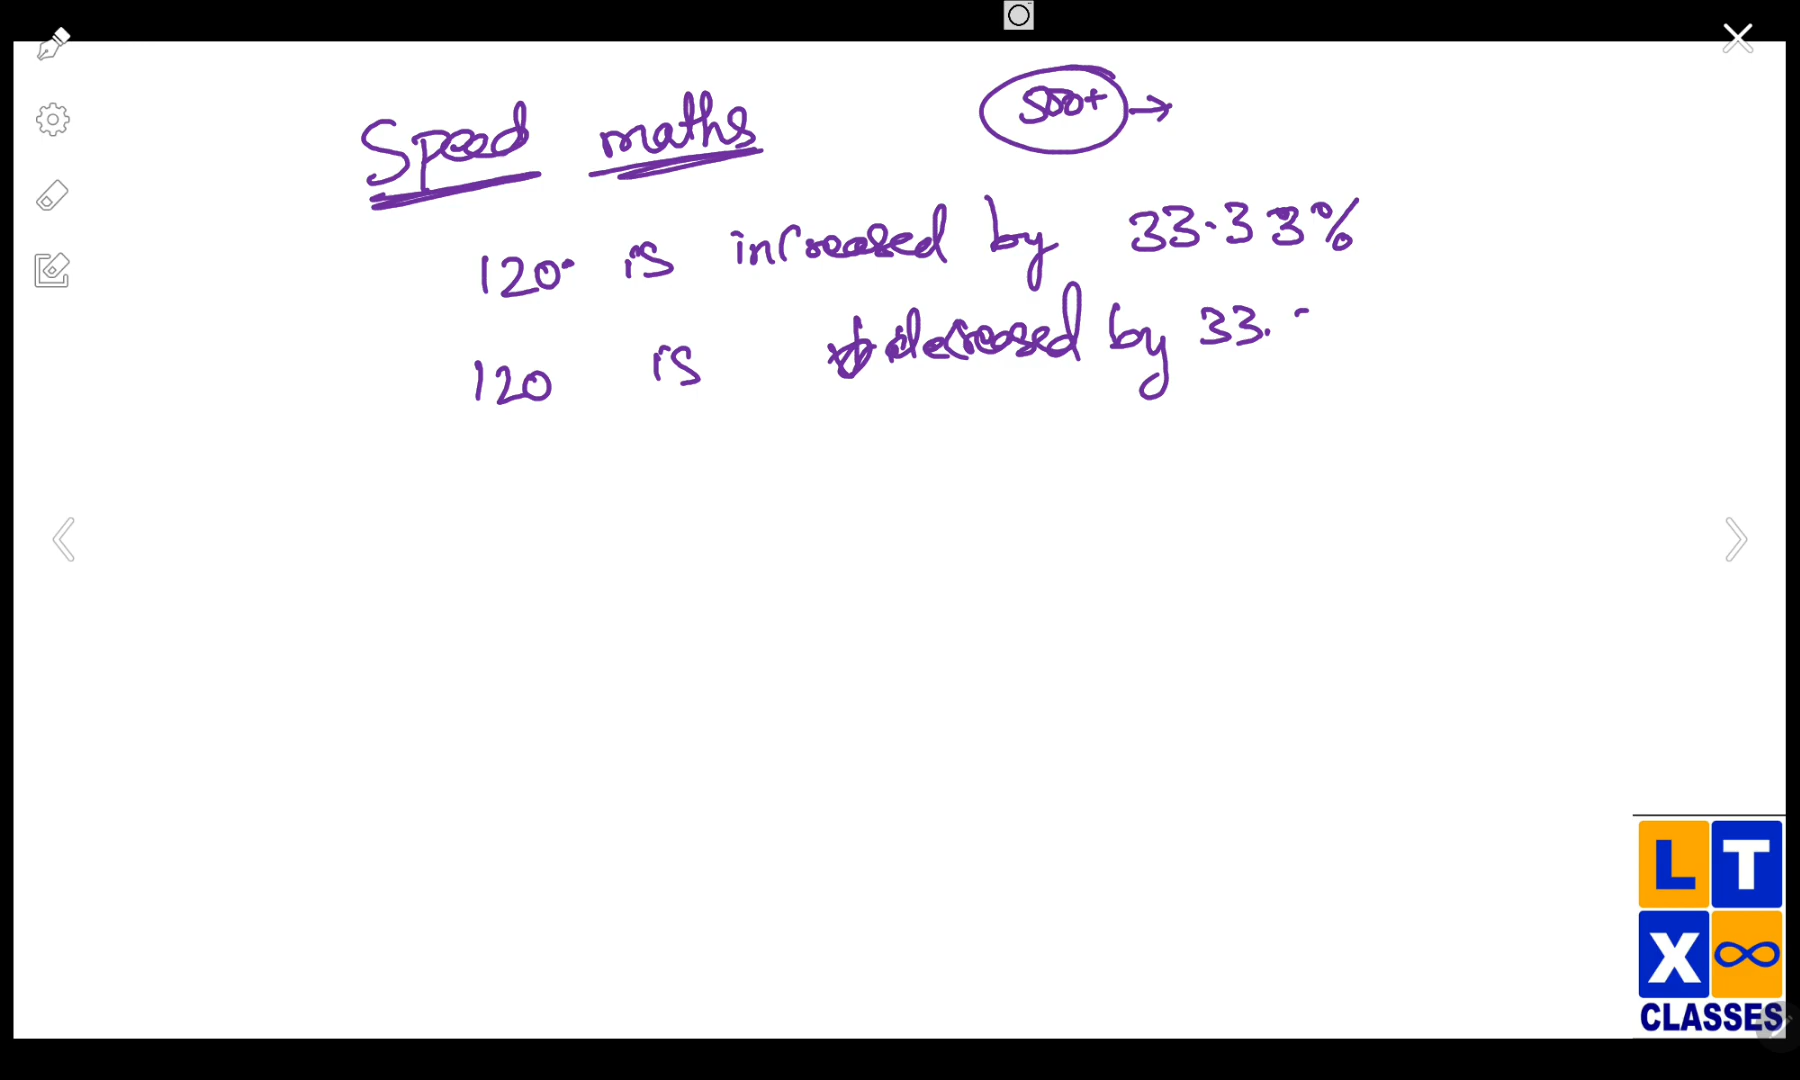 Speed maths
500+ →
120 is increased by 33.33%
120 is decreased by 33.
L T
X ∞
CLASSES